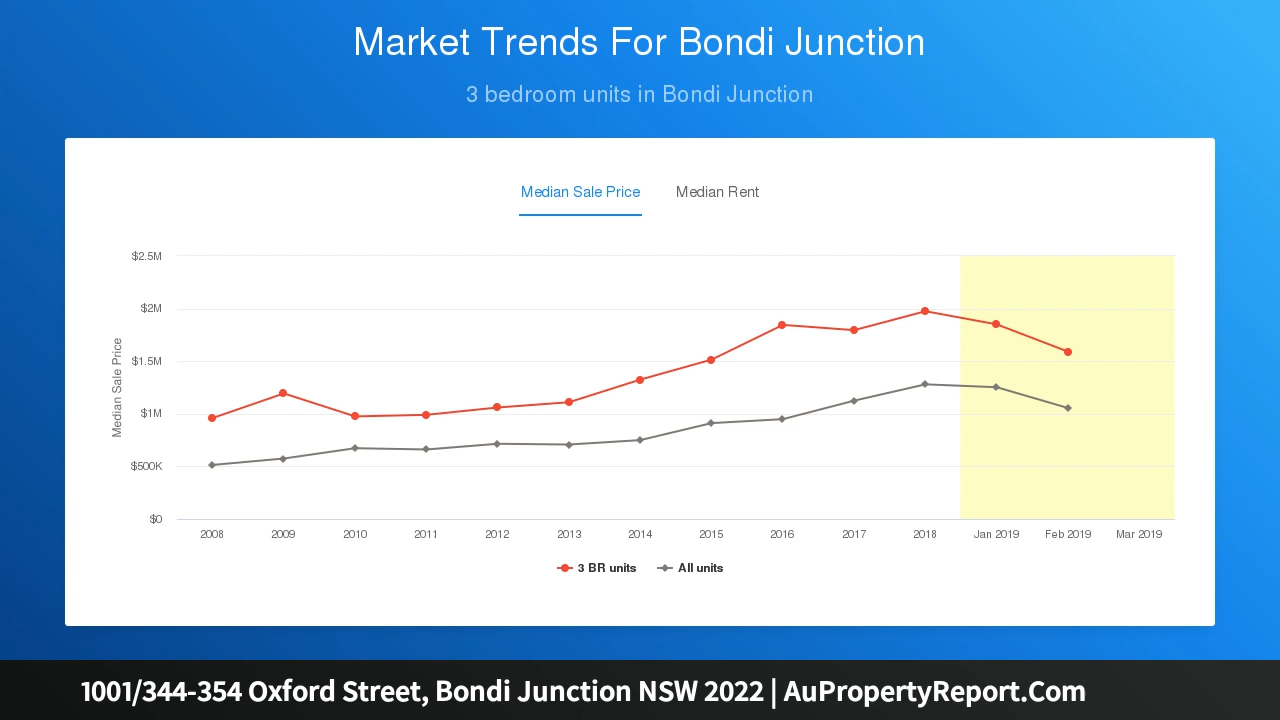 Market Trends For Bondi Junction
3 bedroom units in Bondi Junction
Median Sale Price Median Rent
$2.5M
$2M
$1.5M
$1M
$500K
$0
Median Sale Price
2008 2009 2010 2011 2012 2013 2014 2015 2016 2017 2018 Jan 2019 Feb 2019 Mar 2019
3 BR units All units
1001/344-354 Oxford Street, Bondi Junction NSW 2022 | AuPropertyReport.Com